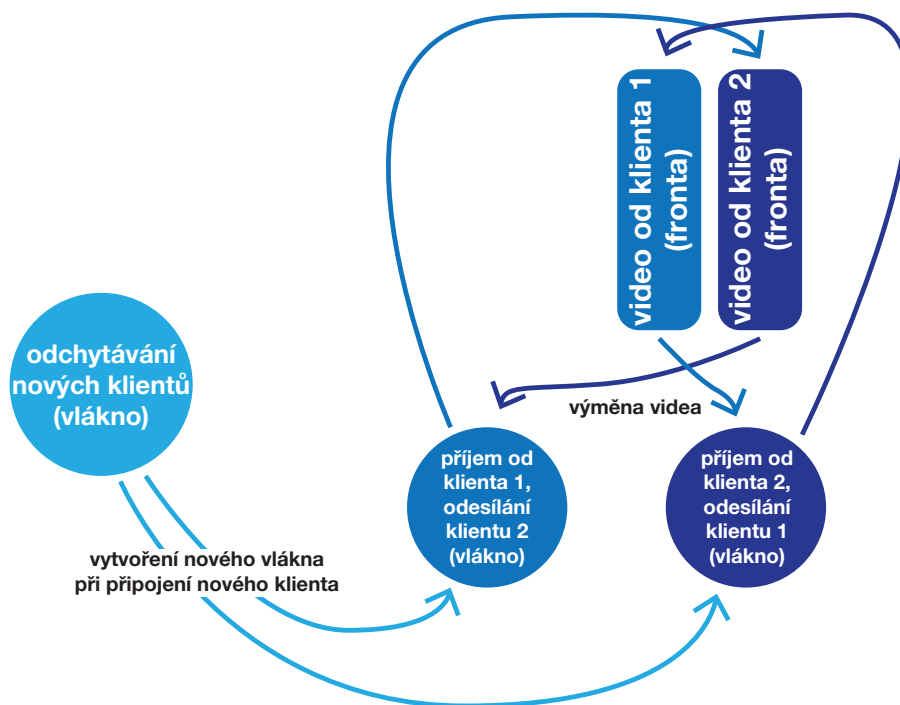 video od klienta 1
(fronta)
video od klienta 2
(fronta)
odchytávání
nových klientů
(vlákno)
výměna videa
příjem od
klienta 1,
odesílání
klientu 2
(vlákno)
příjem od
klienta 2,
odesílání
klientu 1
(vlákno)
vytvoření nového vlákna
při připojení nového klienta